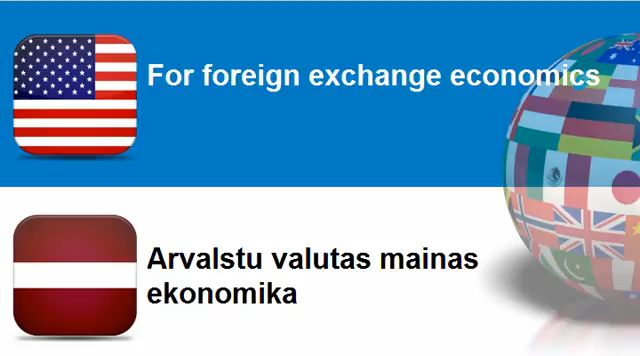 For foreign exchange economics
Arvalstu valutas mainas
ekonomika